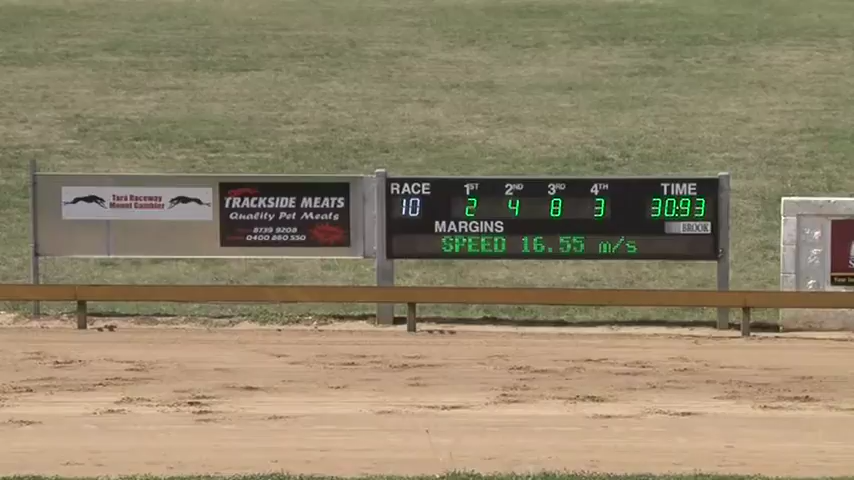 Tara Raceway
Mount Gambier
TRACKSIDE MEATS
Quality Pet Meats
8739 9208
0400 860 550
RACE 1ST 2ND 3RD 4TH TIME
10 2 4 8 3 30.93
MARGINS BROOK
SPEED 16.55 m/s